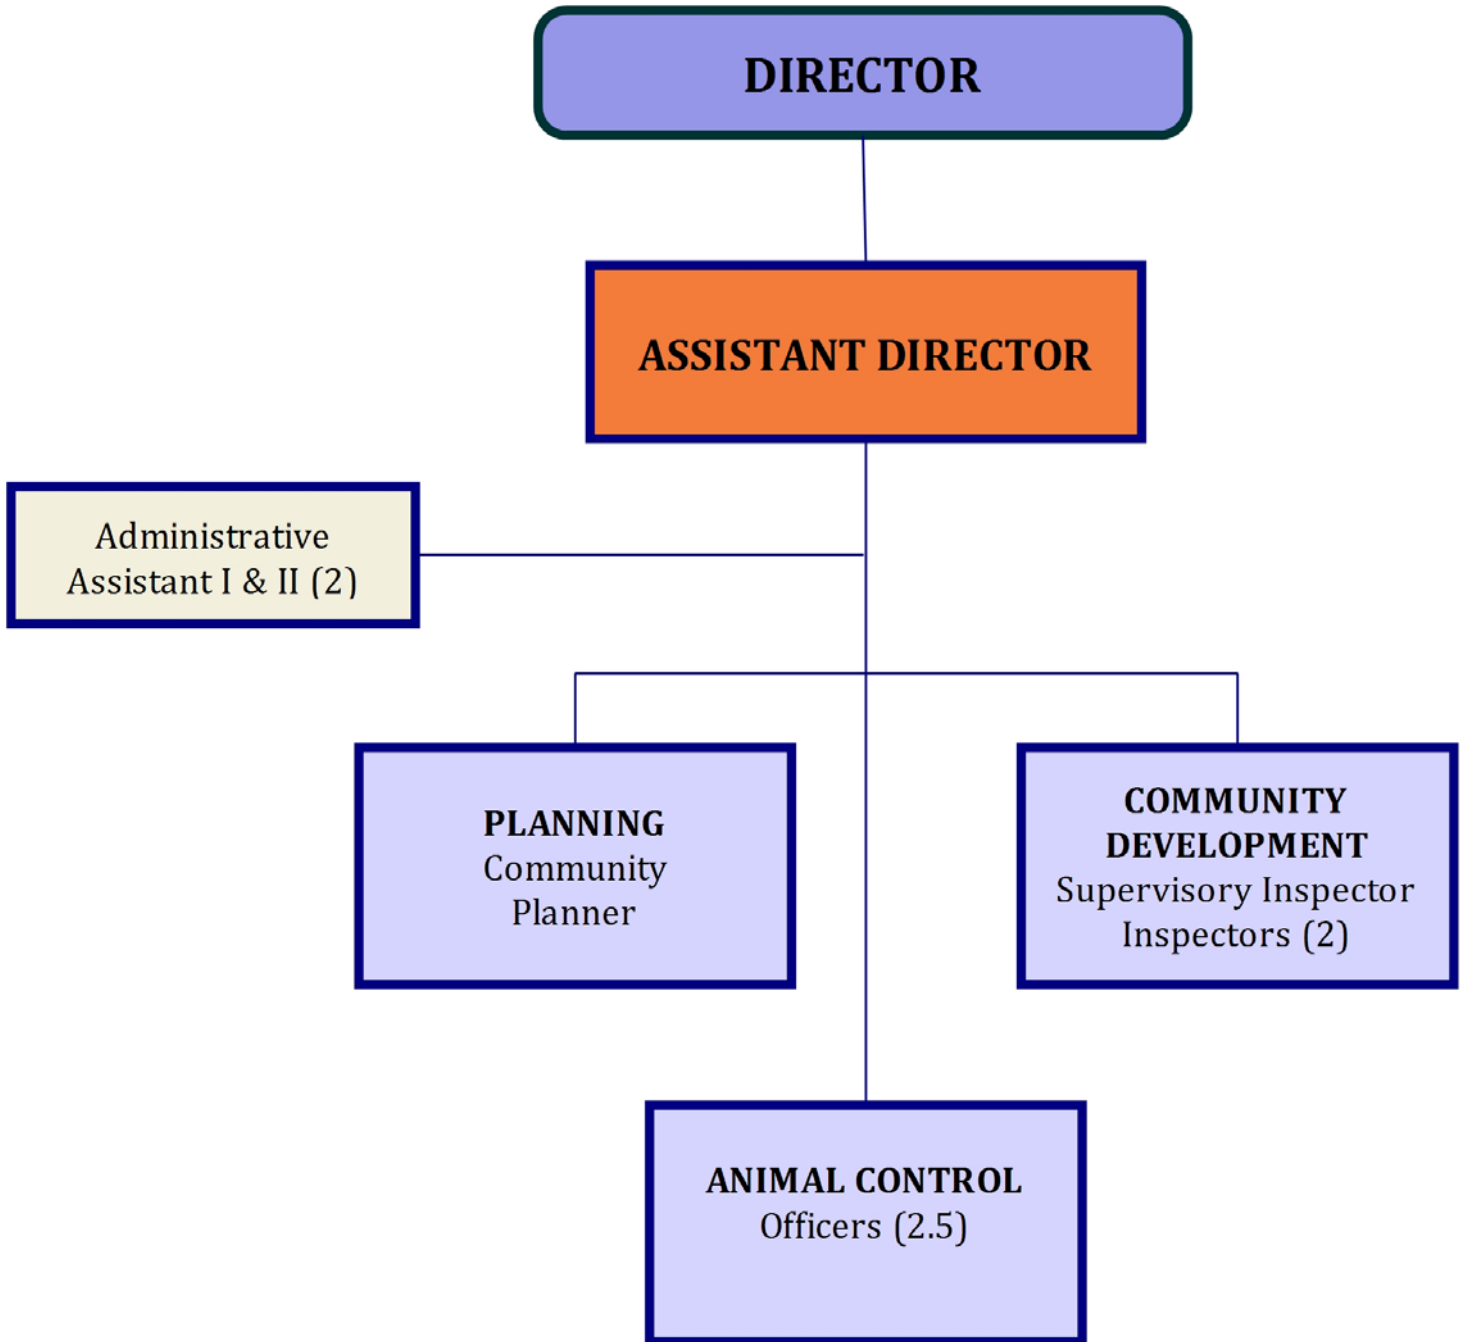 DIRECTOR
ASSISTANT DIRECTOR
Administrative
Assistant I & II (2)
PLANNING
Community
Planner
COMMUNITY
DEVELOPMENT
Supervisory Inspector
Inspectors (2)
ANIMAL CONTROL
Officers (2.5)